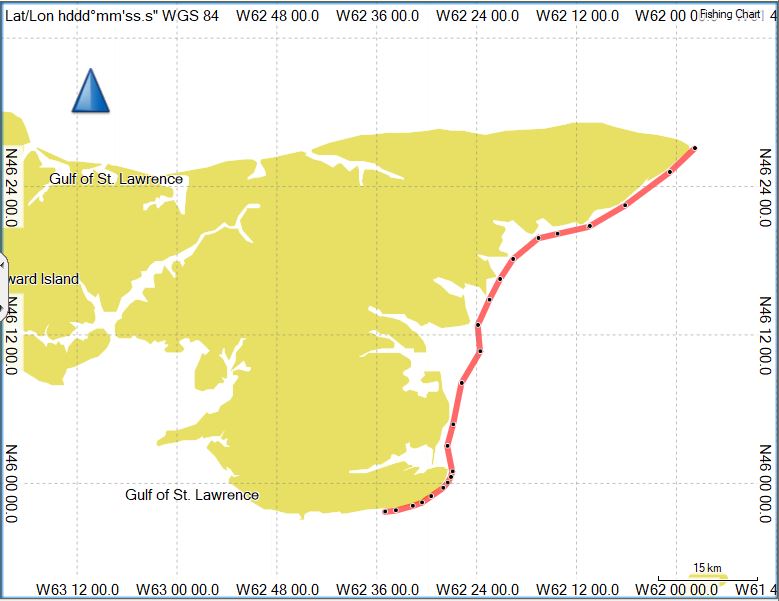 Lat/Lon hddd°mm'ss.s" WGS 84
W62 48 00.0
W62 36 00.0
W62 24 00.0
W62 12 00.0
W62 00 0
Fishing Chart
N46 24 00.0
Gulf of St. Lawrence
N46 24 00.0
ward Island
N46 12 00.0
N46 12 00.0
N46 00 00.0
Gulf of St. Lawrence
N46 00 00.0
15 km
W63 12 00.0
W63 00 00.0
W62 48 00.0
W62 36 00.0
W62 24 00.0
W62 12 00.0
W62 00 00.0
W61 4